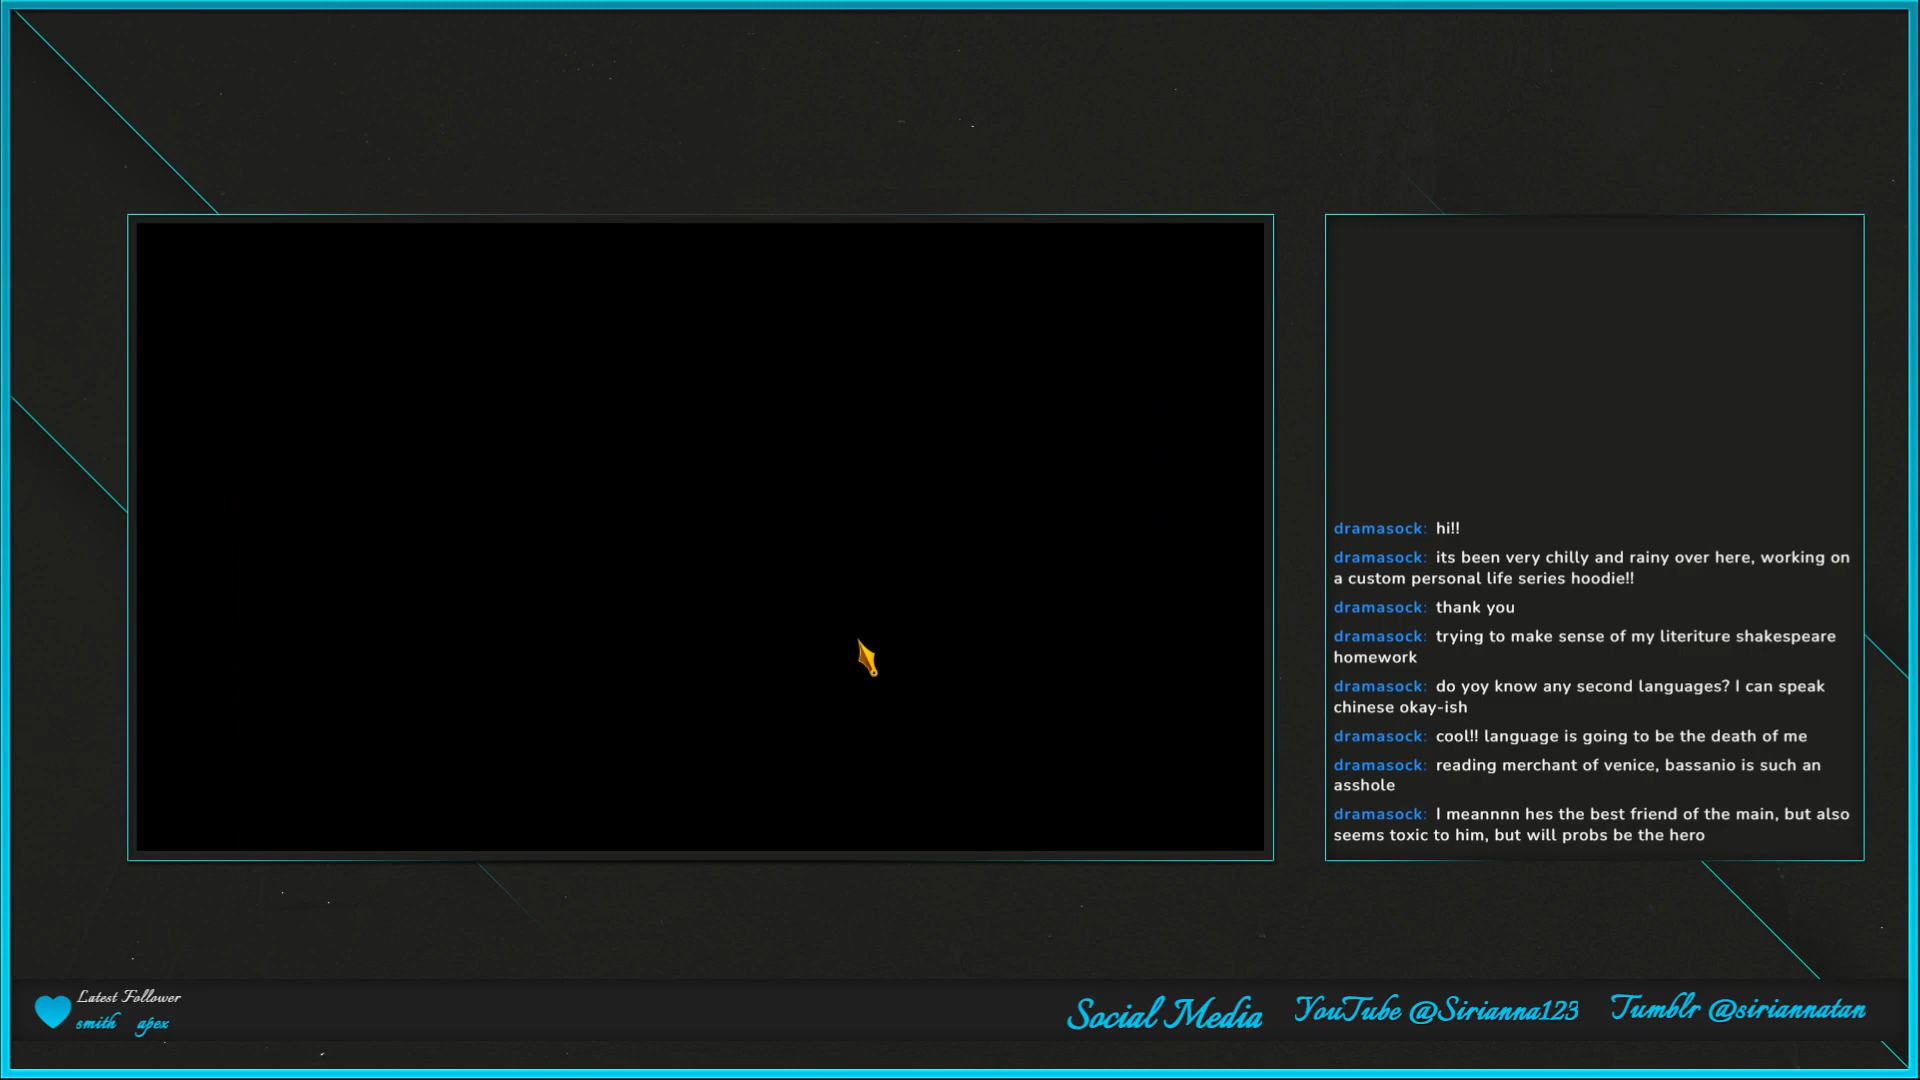 dramasock: hi!!
dramasock: its been very chilly and rainy over here, working on
a custom personal life series hoodie!!
dramasock: thank you
dramasock: trying to make sense of my literiture shakespeare
homework
dramasock: do yoy know any second languages? I can speak
chinese okay-ish
dramasock: cool!! language is going to be the death of me
dramasock: reading merchant of venice, bassanio is such an
asshole
dramasock: I meannnn hes the best friend of the main, but also
seems toxic to him, but will probs be the hero
Latest Follower
smith apex
Social Media YouTube @Sirianna123 Tumblr @siriannatan